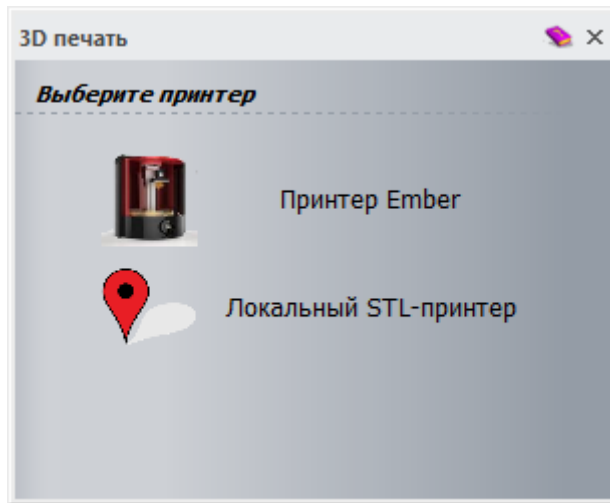 3D печать
Выберите принтер
Принтер Ember
Локальный STL-принтер